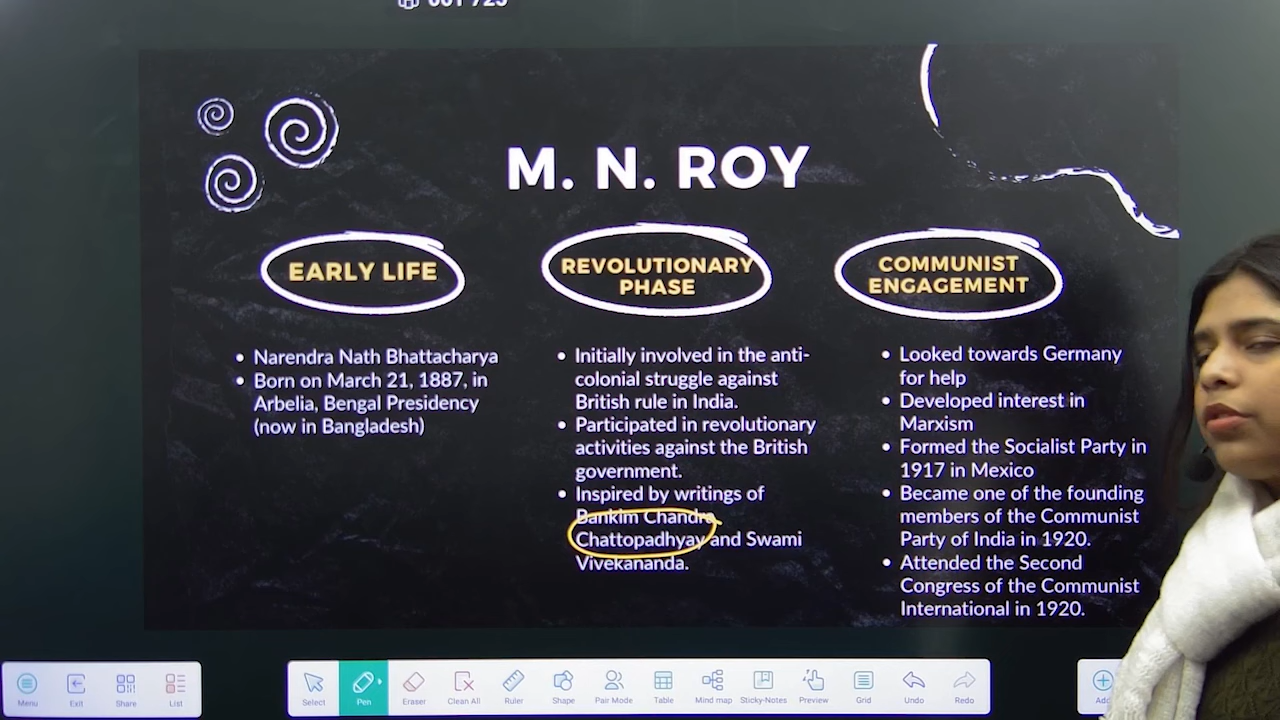 M. N. ROY
EARLY LIFE
Narendra Nath Bhattacharya
Born on March 21, 1887, in
Arbelia, Bengal Presidency
(now in Bangladesh)
REVOLUTIONARY
PHASE
Initially involved in the anti-
colonial struggle against
British rule in India.
Participated in revolutionary
activities against the British
government.
Inspired by writings of
Bankim Chandra
Chattopadhyay and Swami
Vivekananda.
COMMUNIST
ENGAGEMENT
Looked towards Germany
for help
Developed interest in
Marxism
Formed the Socialist Party in
1917 in Mexico
Became one of the founding
members of the Communist
Party of India in 1920.
Attended the Second
Congress of the Communist
International in 1920.
Menu Exit Share List
Select Pen Eraser Clean All Ruler Shape Pair Mode Table Mind map Sticky-Notes Preview Grid Undo Redo